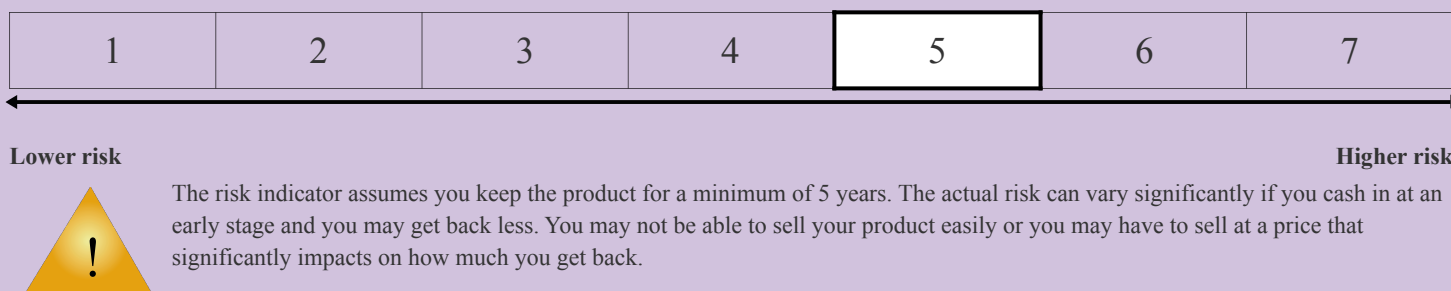 1 2 3 4 5 6 7
Lower risk Higher risk
The risk indicator assumes you keep the product for a minimum of 5 years. The actual risk can vary significantly if you cash in at an
early stage and you may get back less. You may not be able to sell your product easily or you may have to sell at a price that
significantly impacts on how much you get back.
!